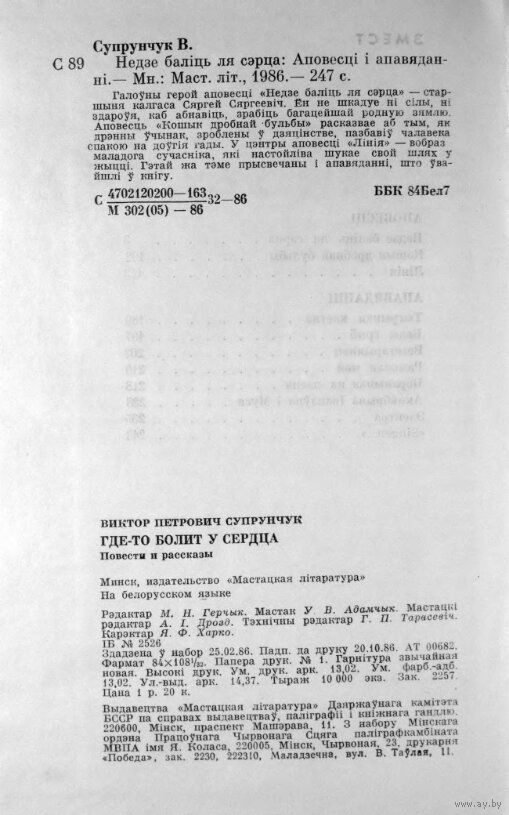 Супрунчук В.
С 89 Недзе баліць ля сэрца: Аповесці і апавядан-
ні.— Мн.: Маст. літ., 1986.— 247 с.
Галоўны герой аповесці «Недзе баліць ля сэрца» — стар-
шыня калгаса Сяргей Сяргеевіч. Ён не шкадуе ні сілы, ні
здароўя, каб абнавіць, зрабіць багацейшай родную зямлю.
Аповесць «Кошык дробнай бульбы» расказвае аб тым, як
дрэнны ўчынак, зроблены ў дзяцінстве, пазбавіў чалавека
спакою на доўгія гады. У цэнтры аповесці «Лінія» — вобраз
маладога сучасніка, які настойліва шукае свой шлях у
жыцці. Гэтай жа тэме прысвечаны і апавяданні, што ўва-
йшлі ў кнігу.
С 4702120200—163 32—86
М 302(05) — 86
ББК 84Бел7
ВИКТОР ПЕТРОВИЧ СУПРУНЧУК
ГДЕ-ТО БОЛИТ У СЕРДЦА
Повести и рассказы
Минск, издательство «Мастацкая літаратура»
На белорусском языке
Рэдактар М. Н. Герчык. Мастак У. В. Адамчык. Мастацкі
рэдактар А. І. Дрозд. Тэхнічны рэдактар Г. П. Тарасевіч.
Карэктар Я. Ф. Харко.
ІБ № 2526
Здадзена ў набор 25.02.86. Падп. да друку 20.10.86. АТ 00682.
Фармат 84×108 1/32. Папера друк. № 1. Гарнітура звычайная
новая. Высокі друк. Ум. друк. арк. 13,02. Ум. фарб.-адб.
13,02. Ул.-выд. арк. 14,37. Тыраж 10 000 экз. Зак. 2257.
Цана 1 р. 20 к.
Выдавецтва «Мастацкая літаратура» Дзяржаўнага камітэта
БССР па справах выдавецтваў, паліграфіі і кніжнага гандлю.
220600, Мінск, праспект Машэрава, 11. З набору Мінскага
ордэна Працоўнага Чырвонага Сцяга паліграфкамбіната
МВПА імя Я. Коласа, 220005, Мінск, Чырвоная, 23, друкарня
«Победа», зак. 2230, 222310, Маладзечна, вул. В. Таўлая, 11.
www.ay.by